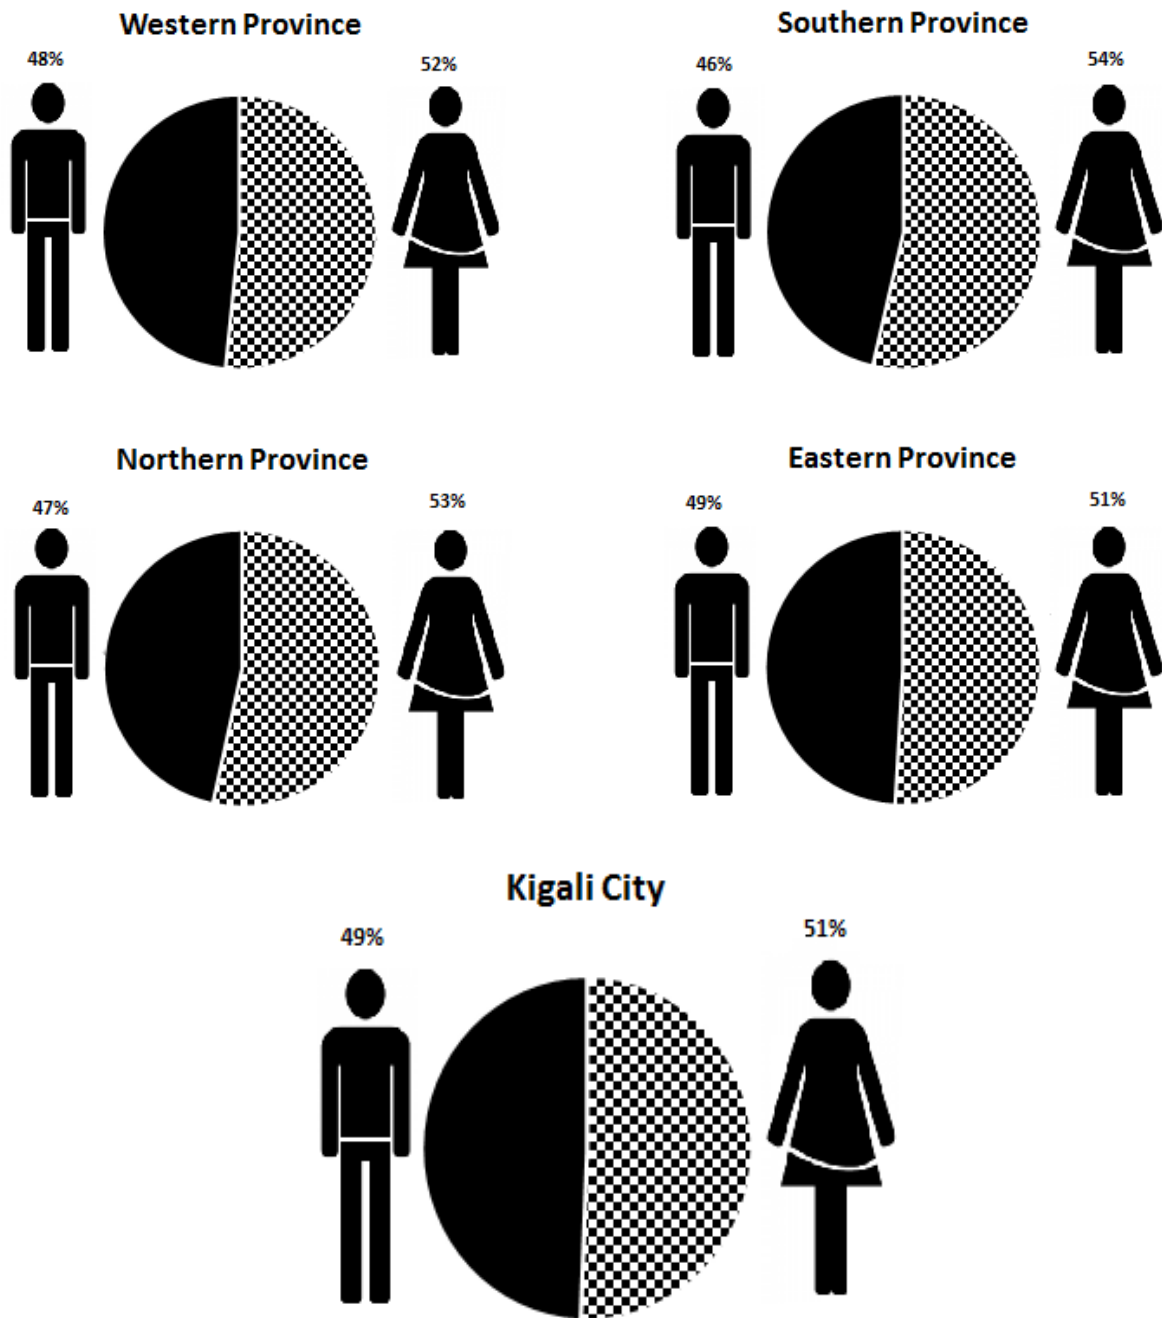 Western Province
48%
52%
Southern Province
46%
54%
Northern Province
47%
53%
Eastern Province
49%
51%
Kigali City
49%
51%